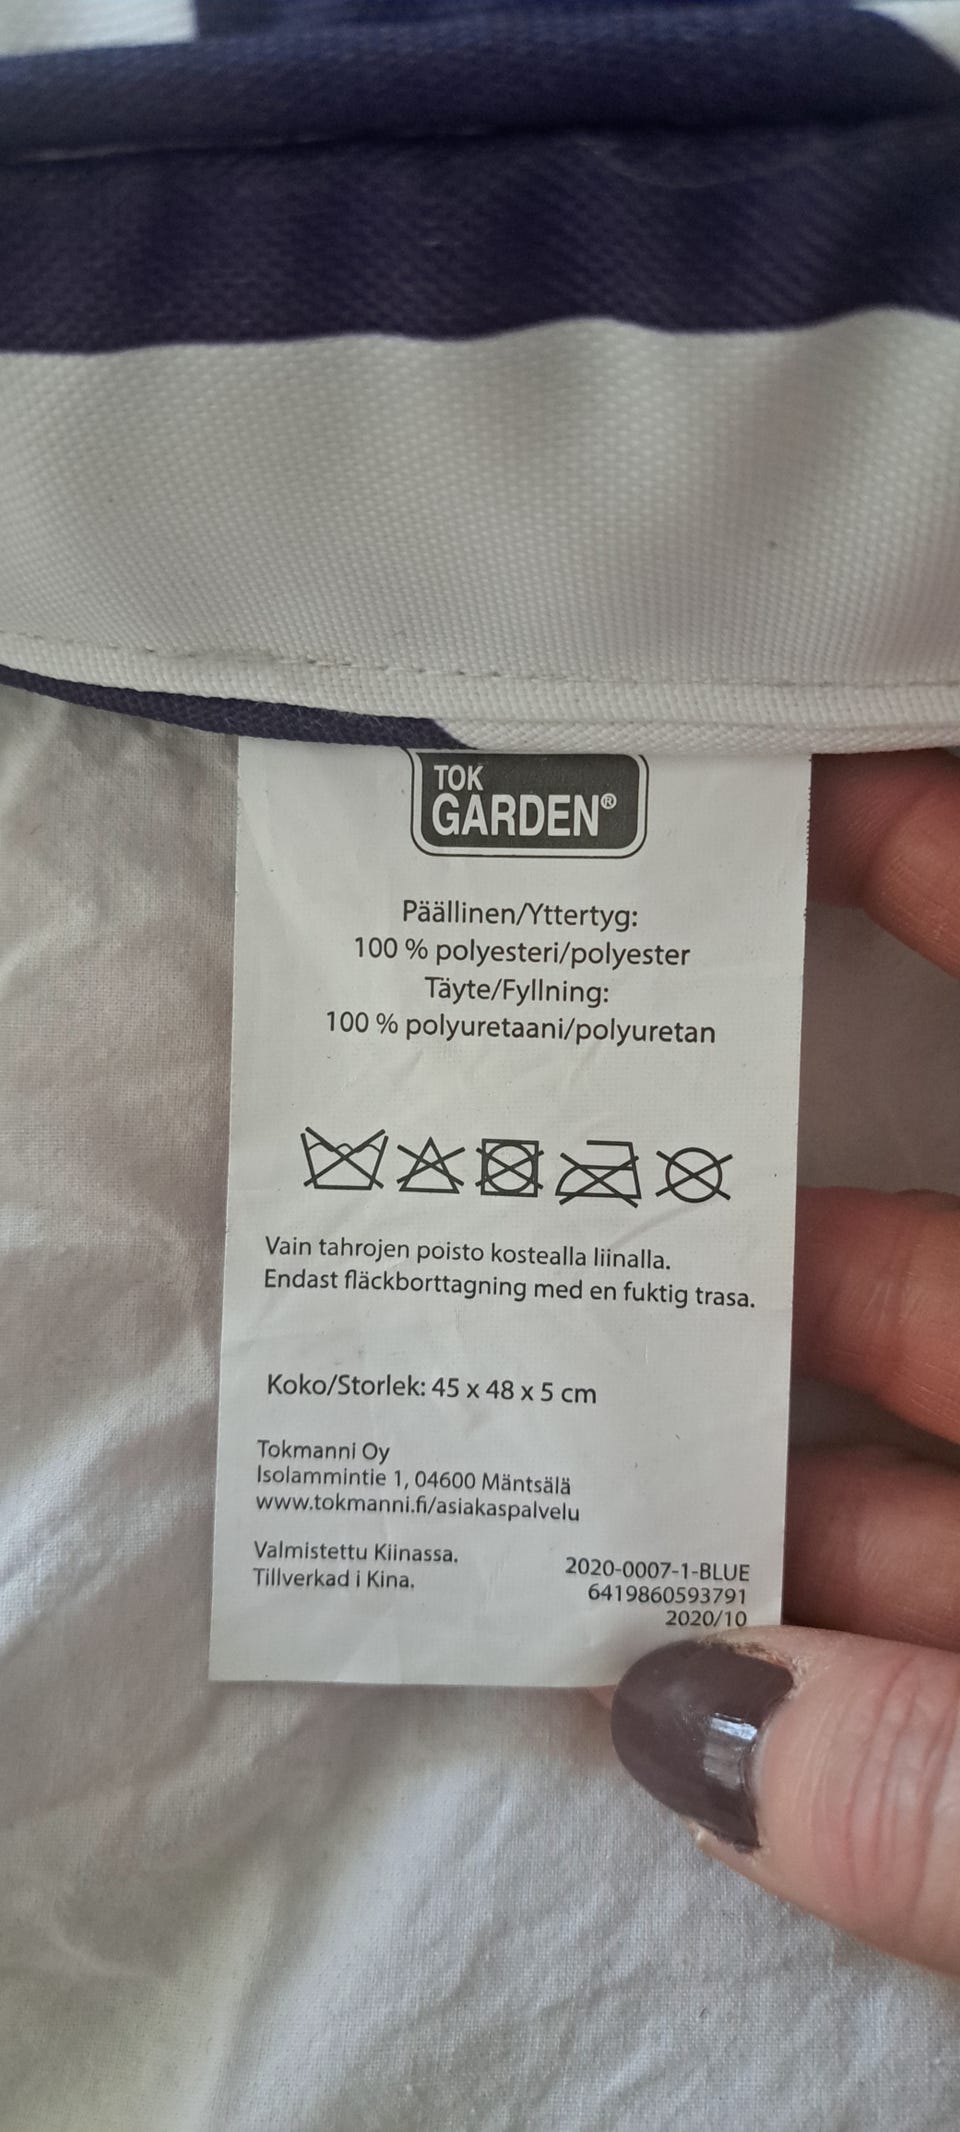 TOK
GARDEN®
Päällinen/Yttertyg:
100 % polyesteri/polyester
Täyte/Fyllning:
100 % polyuretaani/polyuretan
Vain tahrojen poisto kostealla liinalla.
Endast fläckborttagning med en fuktig trasa.
Koko/Storlek: 45 x 48 x 5 cm
Tokmanni Oy
Isolammintie 1, 04600 Mäntsälä
www.tokmanni.fi/asiakaspalvelu
Valmistettu Kiinassa.
Tillverkad i Kina.
2020-0007-1-BLUE
6419860593791
2020/10